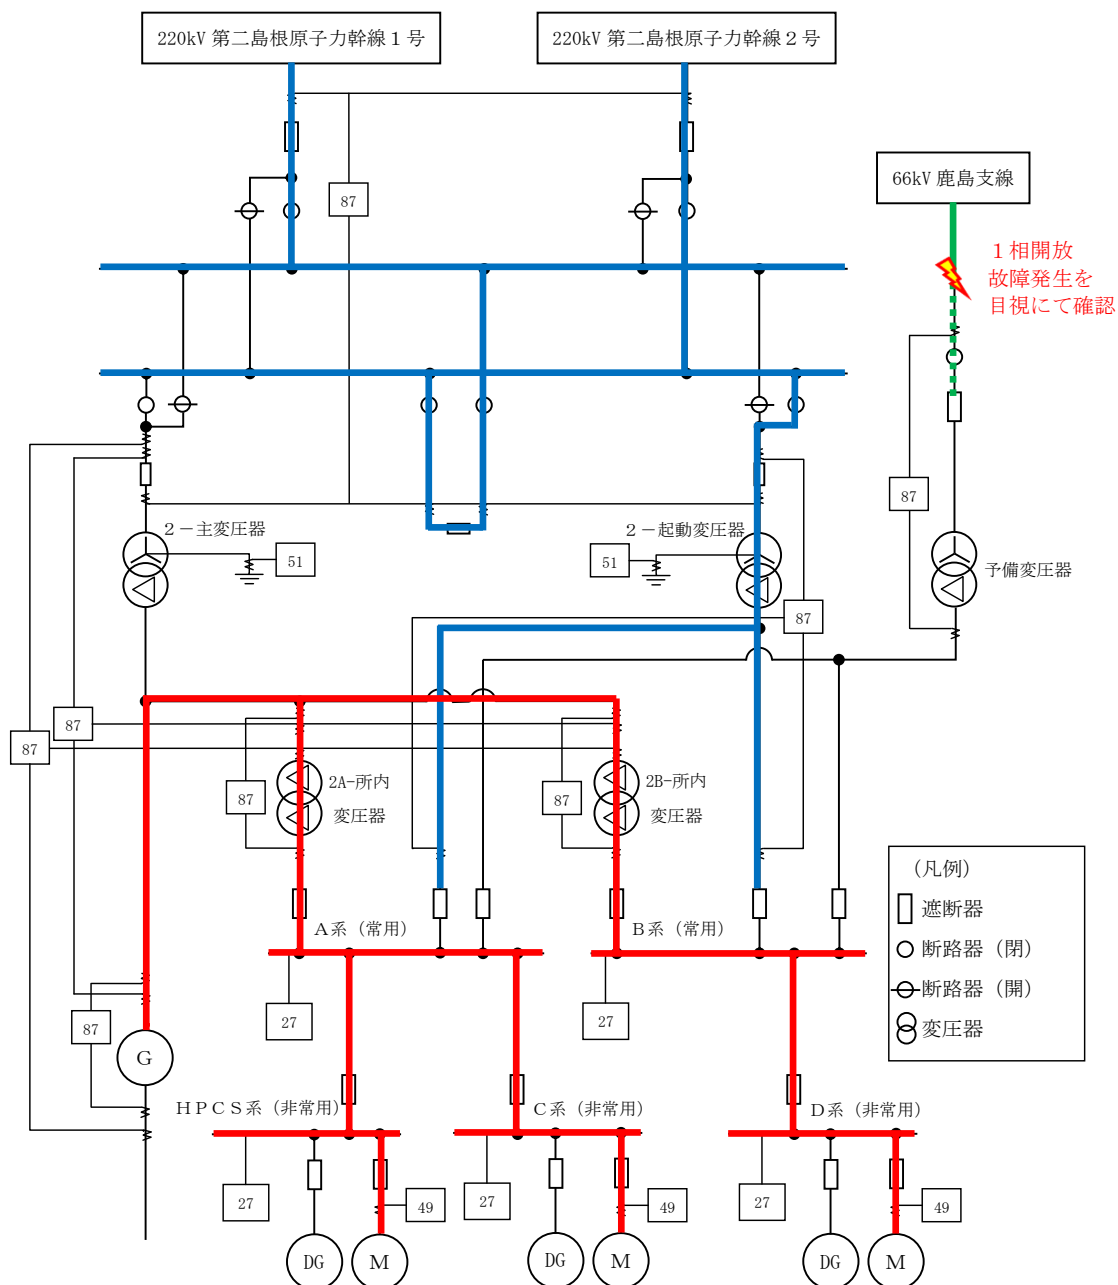 220kV 第二島根原子力幹線１号
220kV 第二島根原子力幹線２号
66kV 鹿島支線
１相開放
故障発生を
目視にて確認
87
87
２－主変圧器
51
２－起動変圧器
51
予備変圧器
87
87
87
87
2A-所内
変圧器
87
2B-所内
変圧器
（凡例）
遮断器
断路器（閉）
断路器（開）
変圧器
Ａ系（常用）
Ｂ系（常用）
27
27
87
G
ＨＰＣＳ系（非常用）
Ｃ系（非常用）
Ｄ系（非常用）
27
49
27
49
27
49
DG
M
DG
M
DG
M